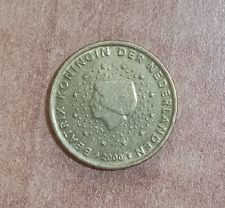 BEATRIX KONINGIN DER NEDERLANDEN
2000